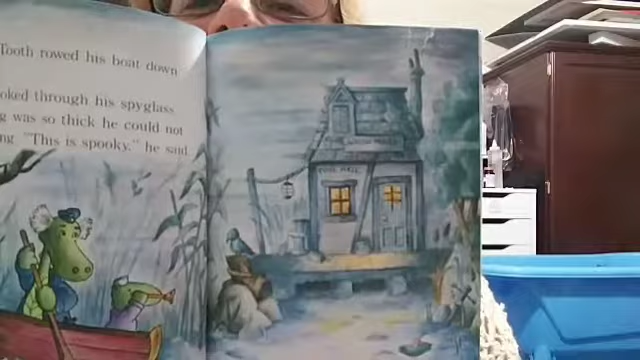 Tooth rowed his boat down
oked through his spyglass
g was so thick he could not
ng "This is spooky," he said